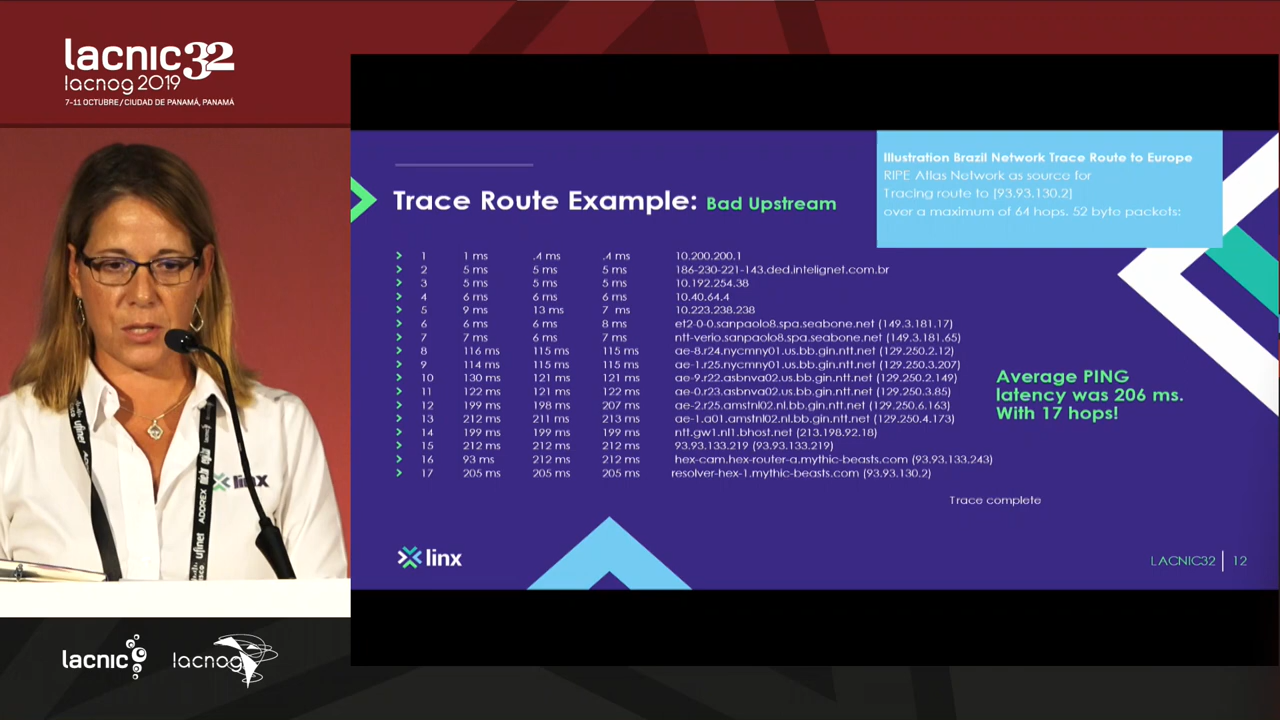 lacnic32
lacnog 2019
7-11 OCTUBRE / CIUDAD DE PANAMÁ, PANAMÁ
Illustration Brazil Network Trace Route to Europe
RIPE Atlas Network as source for
Tracing route to [93.93.130.2]
over a maximum of 64 hops. 52 byte packets:
Trace Route Example: Bad Upstream
1 1 ms .4 ms .4 ms 10.200.200.1
2 5 ms 5 ms 5 ms 186-230-221-143.ded.intelignet.com.br
3 5 ms 5 ms 5 ms 10.192.254.38
4 6 ms 6 ms 6 ms 10.40.64.4
5 9 ms 13 ms 7 ms 10.223.238.238
6 6 ms 6 ms 8 ms et2-0-0.sanpaolo8.spa.seabone.net (149.3.181.17)
7 7 ms 6 ms 7 ms ntt-verio.sanpaolo8.spa.seabone.net (149.3.181.65)
8 116 ms 115 ms 115 ms ae-8.r24.nycmny01.us.bb.gin.ntt.net (129.250.2.12)
9 114 ms 115 ms 115 ms ae-1.r25.nycmny01.us.bb.gin.ntt.net (129.250.3.207)
10 130 ms 121 ms 121 ms ae-9.r22.asbnva02.us.bb.gin.ntt.net (129.250.2.149)
11 122 ms 121 ms 122 ms ae-0.r23.asbnva02.us.bb.gin.ntt.net (129.250.3.85)
12 199 ms 198 ms 207 ms ae-2.r25.amstnl02.nl.bb.gin.ntt.net (129.250.6.163)
13 212 ms 211 ms 213 ms ae-1.a01.amstnl02.nl.bb.gin.ntt.net (129.250.4.173)
14 199 ms 199 ms 199 ms ntt.gw1.nl1.bhost.net (213.198.92.18)
15 212 ms 212 ms 212 ms 93.93.133.219 (93.93.133.219)
16 93 ms 212 ms 212 ms hex-cam.hex-router-a.mythic-beasts.com (93.93.133.243)
17 205 ms 205 ms 205 ms resolver-hex-1.mythic-beasts.com (93.93.130.2)
Average PING
latency was 206 ms.
With 17 hops!
Trace complete
linx
LACNIC32 | 12
linx
ufinet
ADDREX
ufinet
lacnic
lacnog